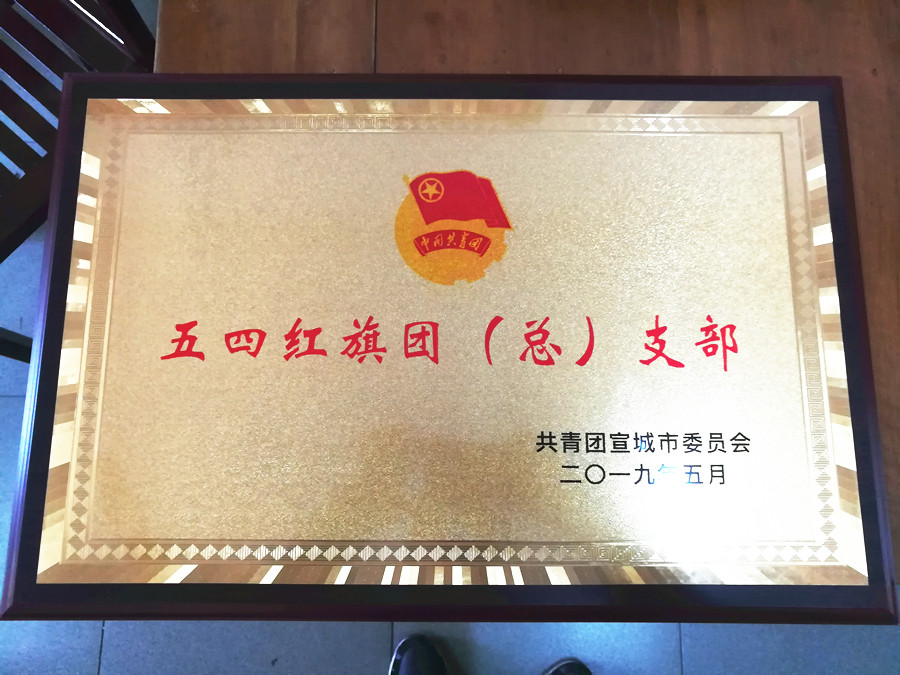 中国共青团
五四红旗团（总）支部
共青团宣城市委员会
二〇一九年五月